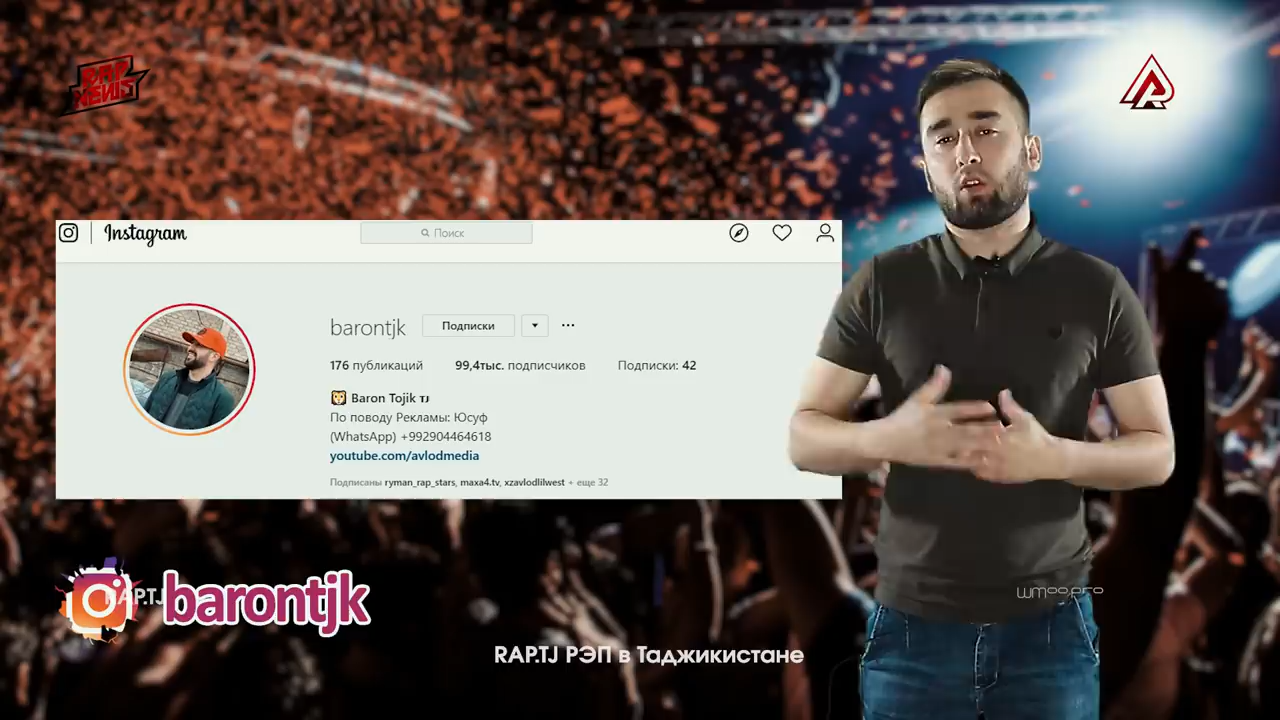 RAP
NEWS
Instagram
Поиск
barontjk
Подписки
176 публикаций 99,4тыс. подписчиков Подписки: 42
Baron Tojik TJ
По поводу Рекламы: Юсуф
(WhatsApp) +992904464618
youtube.com/avlodmedia
Подписаны ryman_rap_stars, maxa4.tv, xzavlodlilwest + еще 32
RAP.TJ
barontjk
wmoo.pro
RAP.TJ РЭП в Таджикистане